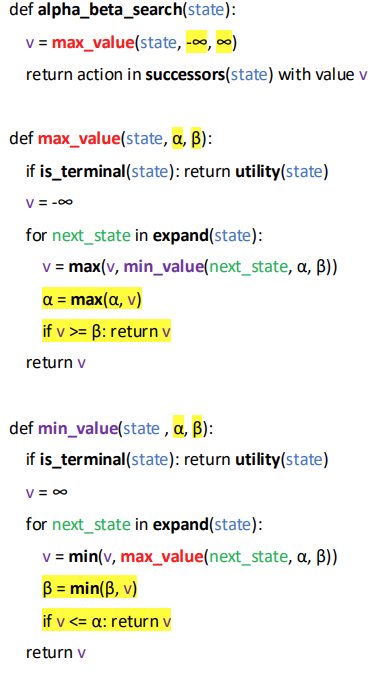 def alpha_beta_search(state):
v = max_value(state, -∞, ∞)
return action in successors(state) with value v
def max_value(state, α, β):
if is_terminal(state): return utility(state)
v = -∞
for next_state in expand(state):
v = max(v, min_value(next_state, α, β))
α = max(α, v)
if v >= β: return v
return v
def min_value(state , α, β):
if is_terminal(state): return utility(state)
v = ∞
for next_state in expand(state):
v = min(v, max_value(next_state, α, β))
β = min(β, v)
if v <= α: return v
return v